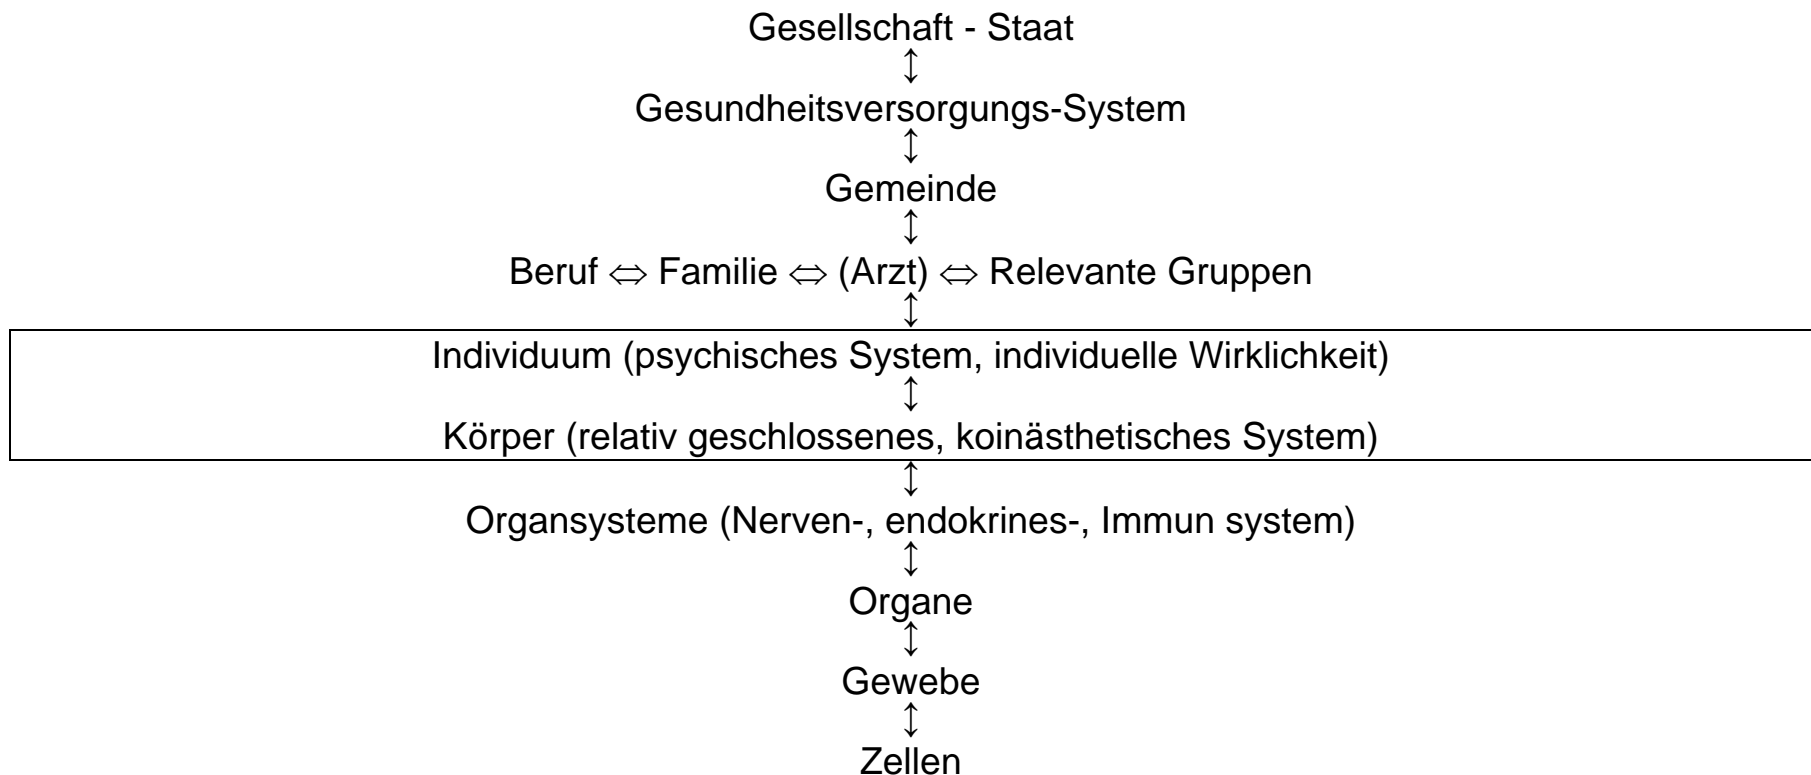 Gesellschaft - Staat
↕
Gesundheitsversorgungs-System
↕
Gemeinde
↕
Beruf ⇔ Familie ⇔ (Arzt) ⇔ Relevante Gruppen
↕
Individuum (psychisches System, individuelle Wirklichkeit)
↕
Körper (relativ geschlossenes, koinästhetisches System)
↕
Organsysteme (Nerven-, endokrines-, Immun system)
↕
Organe
↕
Gewebe
↕
Zellen